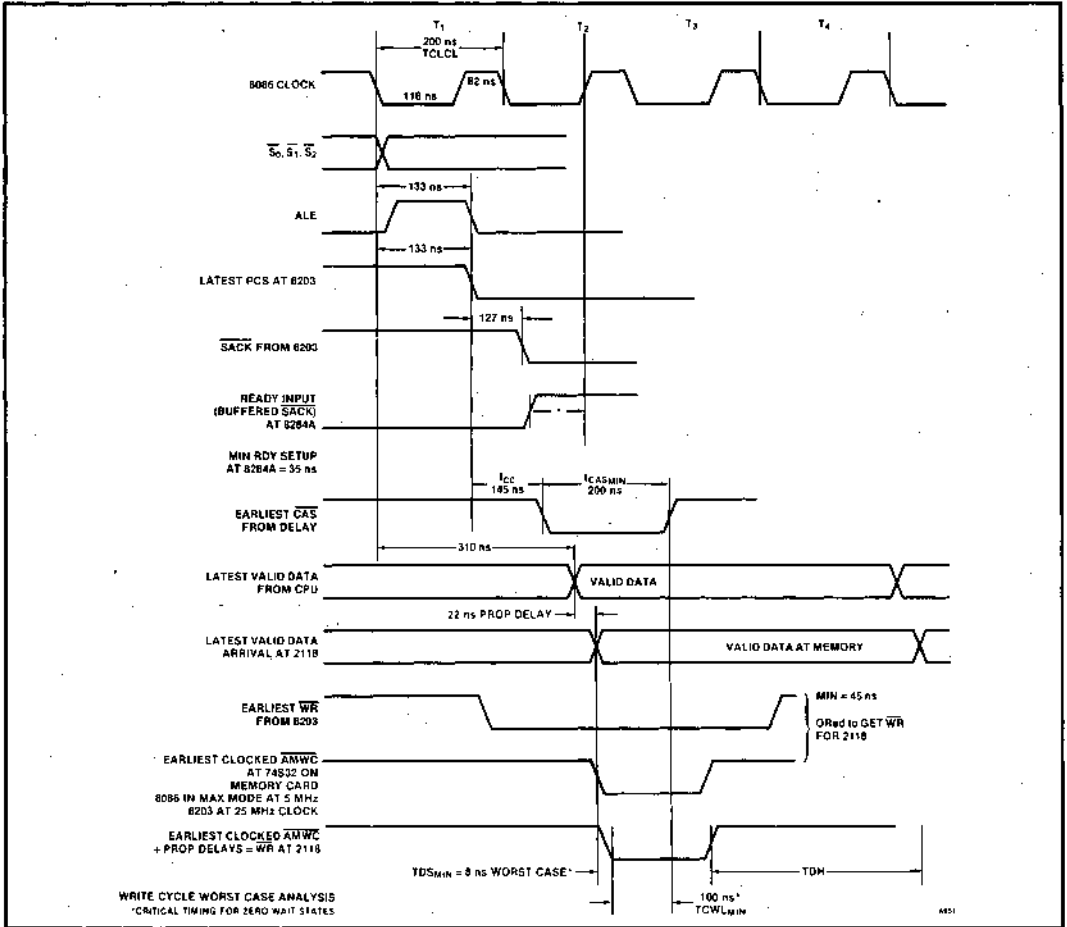 T1 T2 T3 T4
200 ns
TCLCL
8086 CLOCK
118 ns
82 ns
S0, S1, S2
133 ns
ALE
133 ns
LATEST PCS AT 8203
127 ns
SACK FROM 8203
READY INPUT
(BUFFERED SACK)
AT 8284A
MIN RDY SETUP
AT 8284A = 35 ns
tCC
145 ns
tCASMIN
200 ns
EARLIEST CAS
FROM DELAY
310 ns
LATEST VALID DATA
FROM CPU
VALID DATA
22 ns PROP DELAY
LATEST VALID DATA
ARRIVAL AT 2118
VALID DATA AT MEMORY
EARLIEST WR
FROM 8203
MIN = 45 ns
ORed to GET WR
FOR 2118
EARLIEST CLOCKED AMWC
AT 74S32 ON
MEMORY CARD
8086 IN MAX MODE AT 5 MHz
8203 AT 25 MHz CLOCK
EARLIEST CLOCKED AMWC
+ PROP DELAYS = WR AT 2118
TDSMIN = 8 ns WORST CASE*
TDH
100 ns*
TCWLMIN
WRITE CYCLE WORST CASE ANALYSIS
*CRITICAL TIMING FOR ZERO WAIT STATES